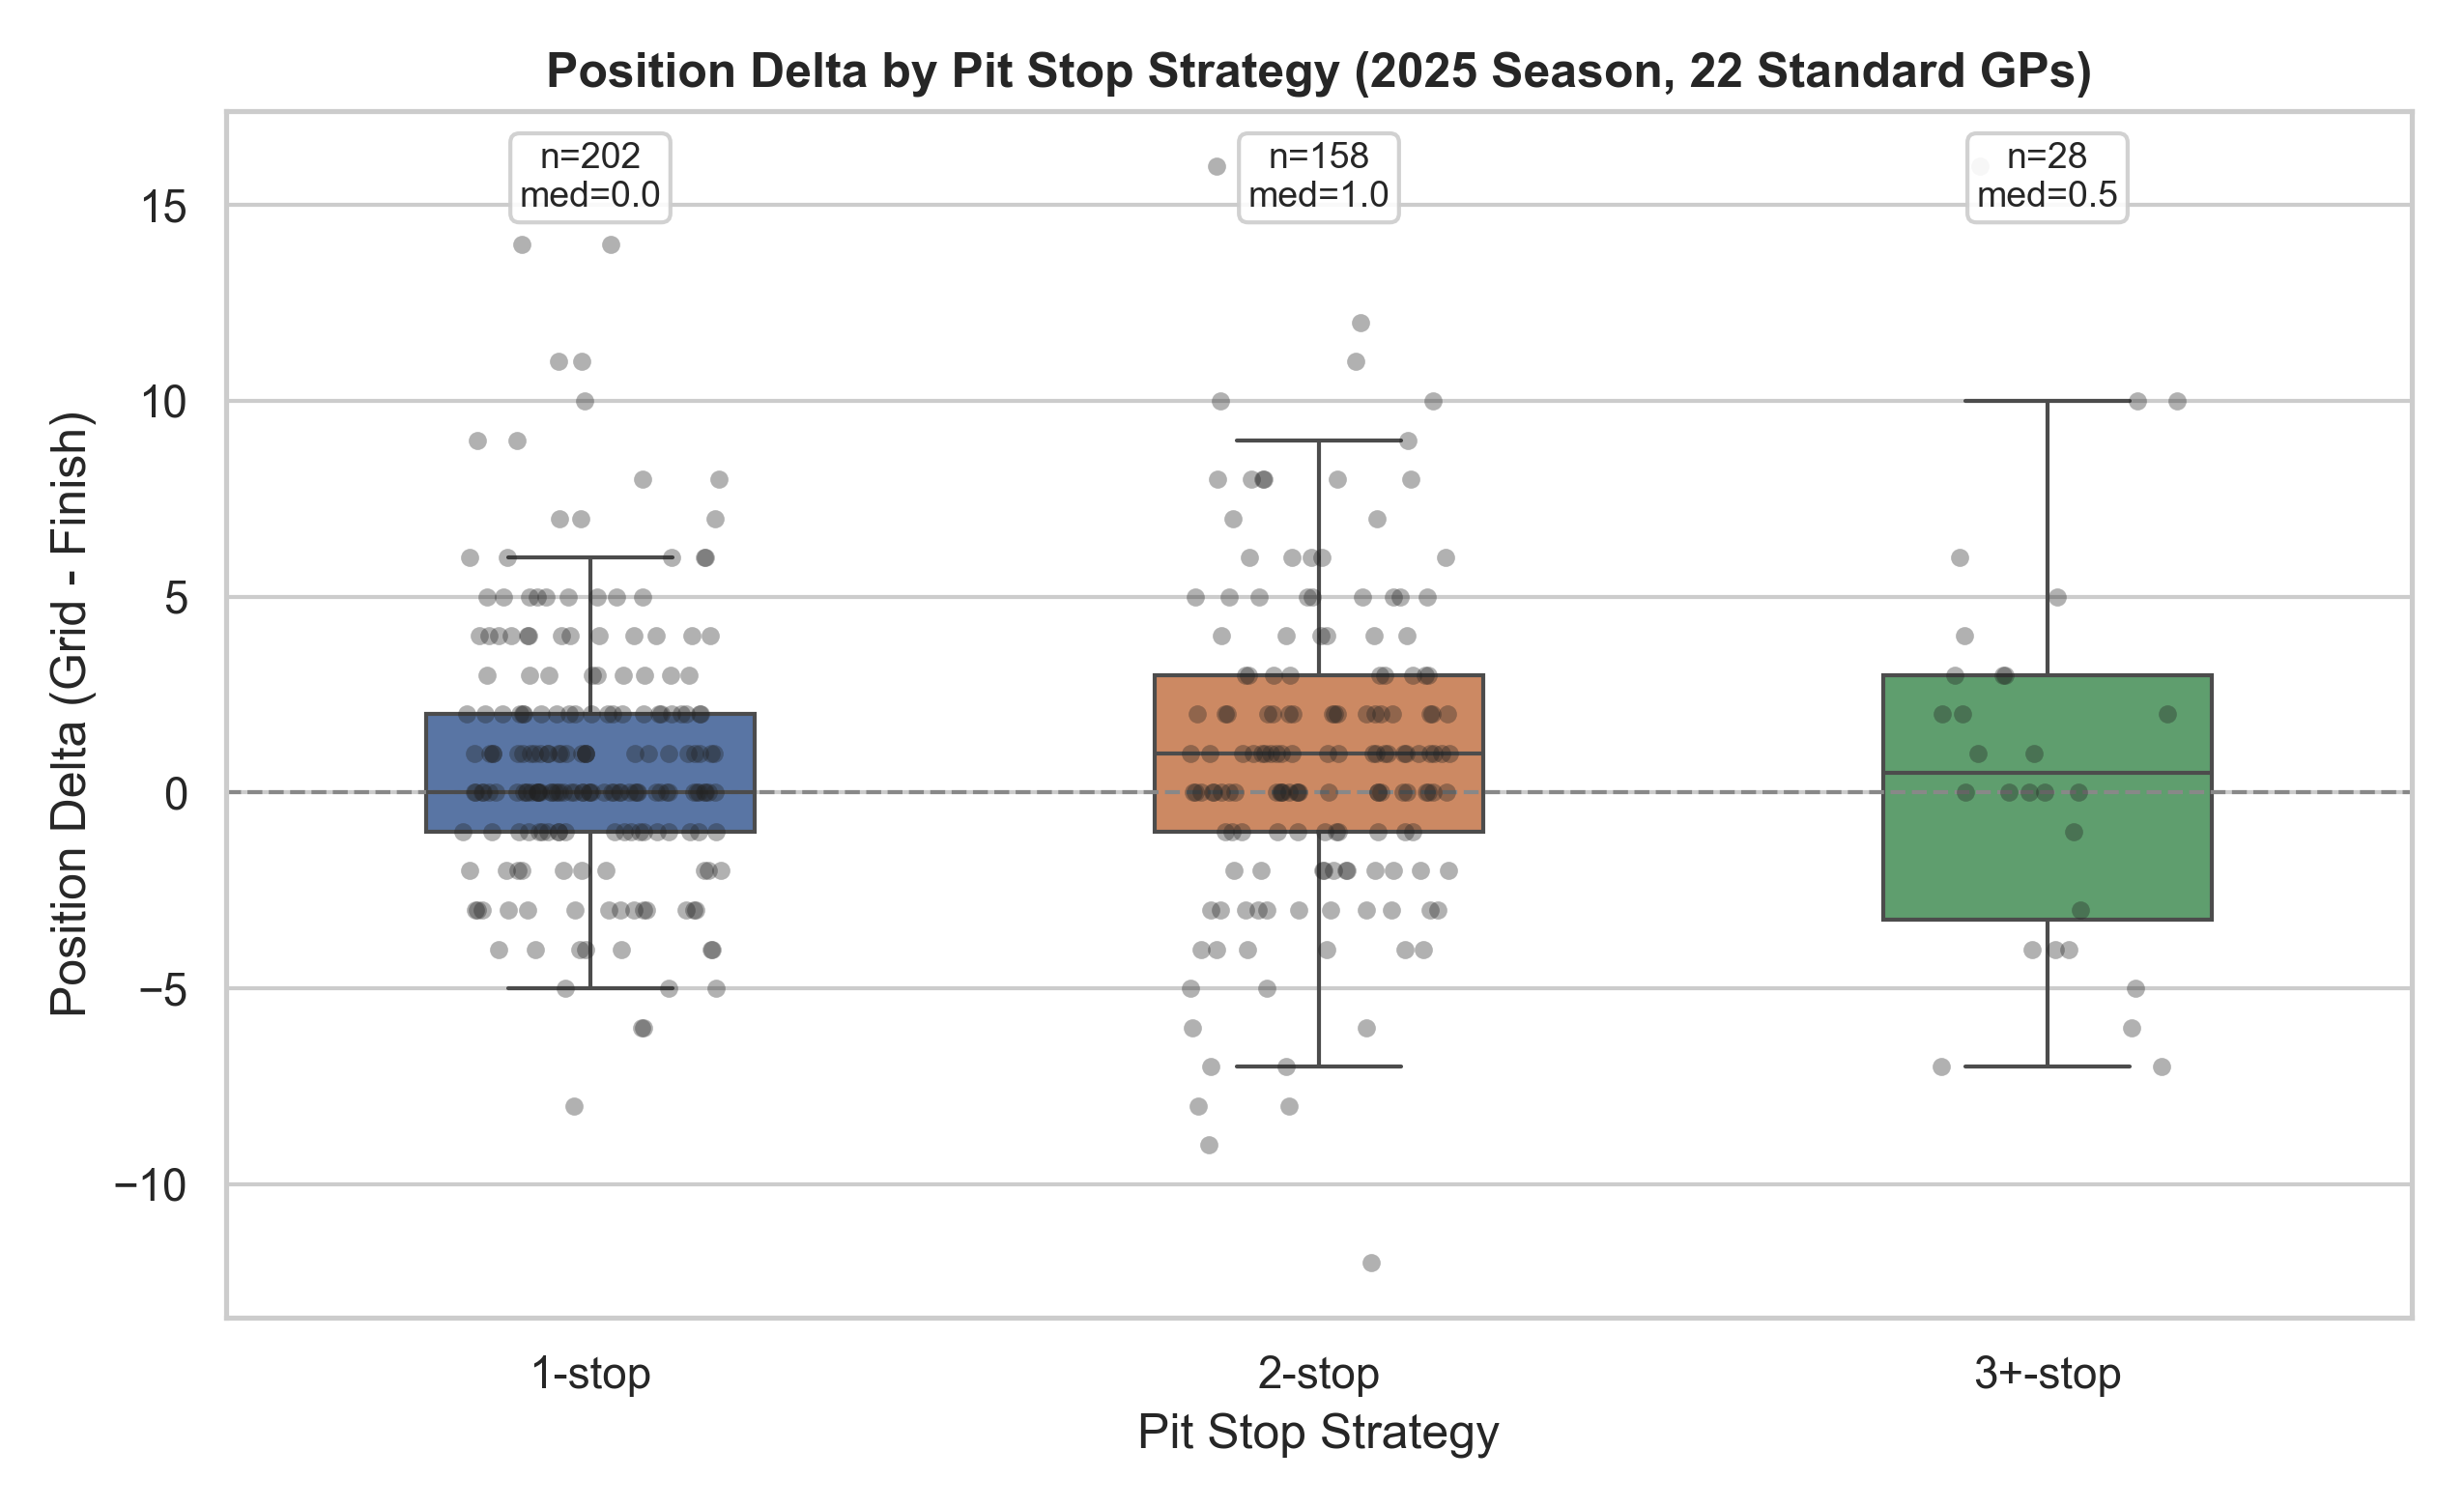 Position Delta by Pit Stop Strategy (2025 Season, 22 Standard GPs)
n=202
med=0.0
n=158
med=1.0
n=28
med=0.5
Position Delta (Grid - Finish)
15
10
5
0
−5
−10
1-stop
2-stop
3+-stop
Pit Stop Strategy